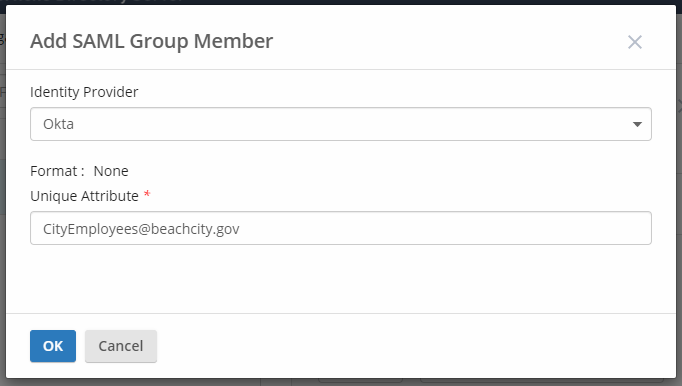 Add SAML Group Member
Identity Provider
Okta
Format : None
Unique Attribute *
CityEmployees@beachcity.gov
OK Cancel